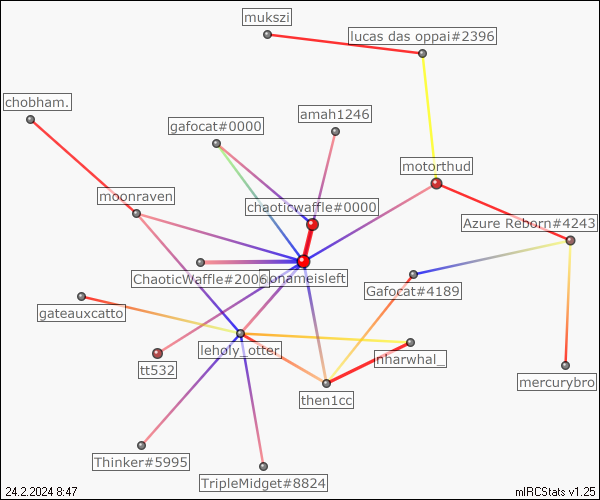 mukszi
lucas das oppai#2396
chobham.
amah1246
gafocat#0000
motorthud
moonraven
chaoticwaffle#0000
Azure Reborn#4243
ChaoticWaffle#2006
nonameisleft
Gafocat#4189
gateauxcatto
leholy_otter
nharwhal_
tt532
mercurybro
then1cc
Thinker#5995
TripleMidget#8824
24.2.2024 8:47
mIRCStats v1.25